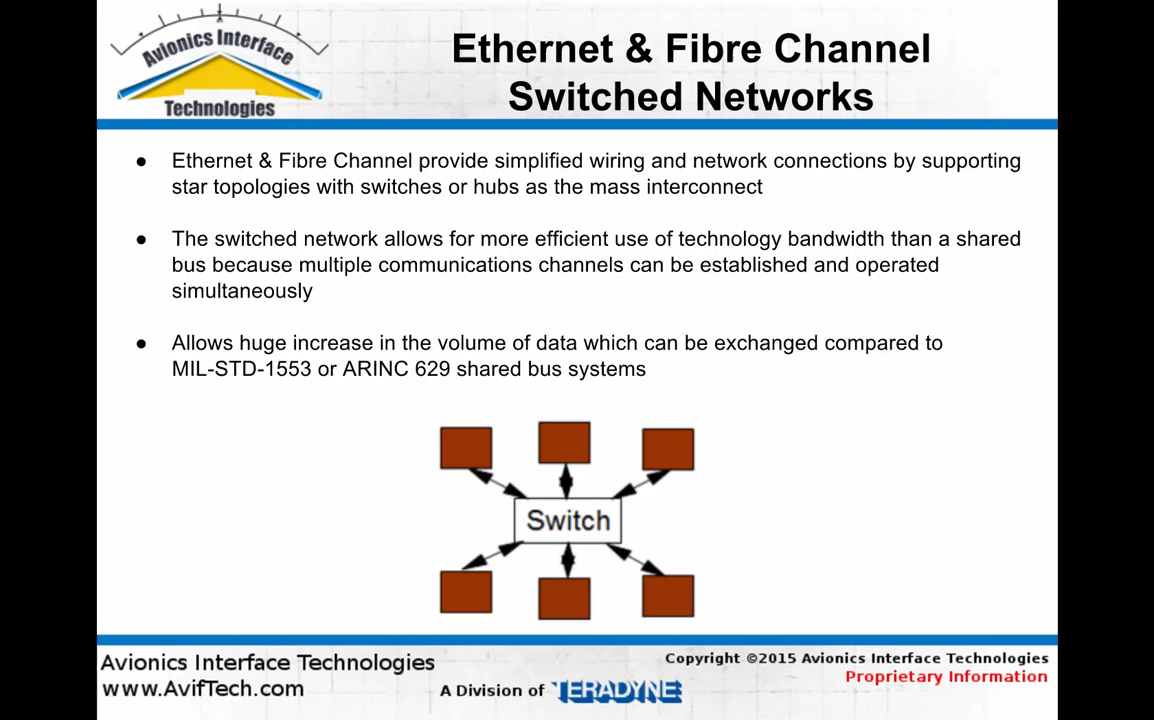 Avionics Interface
Technologies
Ethernet & Fibre Channel
Switched Networks
● Ethernet & Fibre Channel provide simplified wiring and network connections by supporting
star topologies with switches or hubs as the mass interconnect
● The switched network allows for more efficient use of technology bandwidth than a shared
bus because multiple communications channels can be established and operated
simultaneously
● Allows huge increase in the volume of data which can be exchanged compared to
MIL-STD-1553 or ARINC 629 shared bus systems
Switch
Avionics Interface Technologies
www.AvifTech.com
A Division of TERADYNE
Copyright ©2015 Avionics Interface Technologies
Proprietary Information